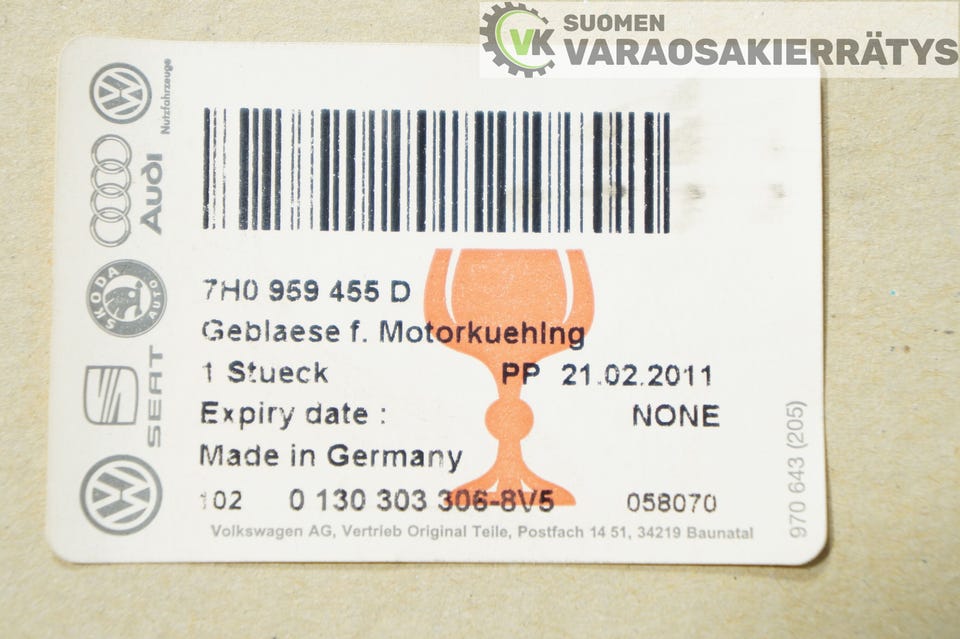 SUOMEN
VK VARAOSAKIERRÄTYS
Nutzfahrzeuge
Audi
SKODA AUTO
SEAT
7H0 959 455 D
Geblaese f. Motorkuehlng
1 Stueck PP 21.02.2011
Expiry date : NONE
Made in Germany
102 0 130 303 306-8V5 058070
Volkswagen AG, Vertrieb Original Teile, Postfach 14 51, 34219 Baunatal
970 643 (205)